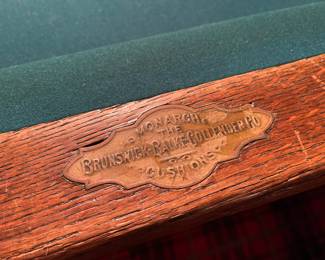 MONARCH
THE
BRUNSWICK-BALKE-COLLENDER CO
CUSHIONS